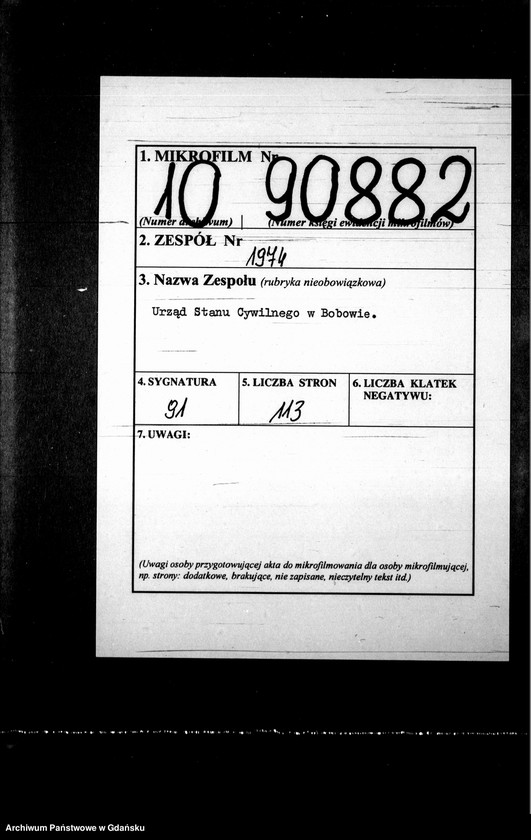 1. MIKROFILM Nr
10 90882
(Numer archiwum) (Numer księgi ewidencji mikrofilmów)
2. ZESPÓŁ Nr
1974
3. Nazwa Zespołu (rubryka nieobowiązkowa)
Urząd Stanu Cywilnego w Bobowie.
4. SYGNATURA
91
5. LICZBA STRON
113
6. LICZBA KLATEK
NEGATYWU:
7. UWAGI:
(Uwagi osoby przygotowującej akta do mikrofilmowania dla osoby mikrofilmującej,
np. strony: dodatkowe, brakujące, nie zapisane, nieczytelny tekst itd.)
Archiwum Państwowe w Gdańsku